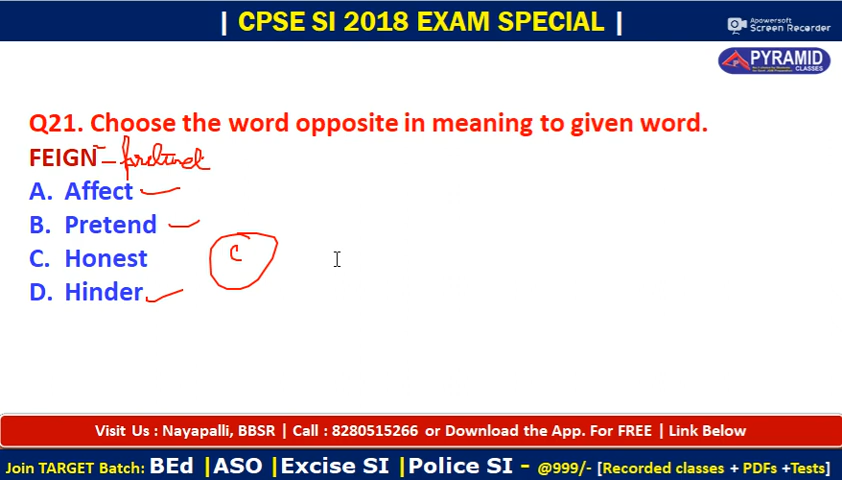 | CPSE SI 2018 EXAM SPECIAL |
Apowersoft
Screen Recorder
PYRAMID
CLASSES
Q21. Choose the word opposite in meaning to given word.
FEIGN –
A. Affect
B. Pretend
C. Honest
C
D. Hinder
Visit Us : Nayapalli, BBSR | Call : 8280515266 or Download the App. For FREE | Link Below
Join TARGET Batch: BEd |ASO |Excise SI |Police SI – @999/- [Recorded classes + PDFs +Tests]